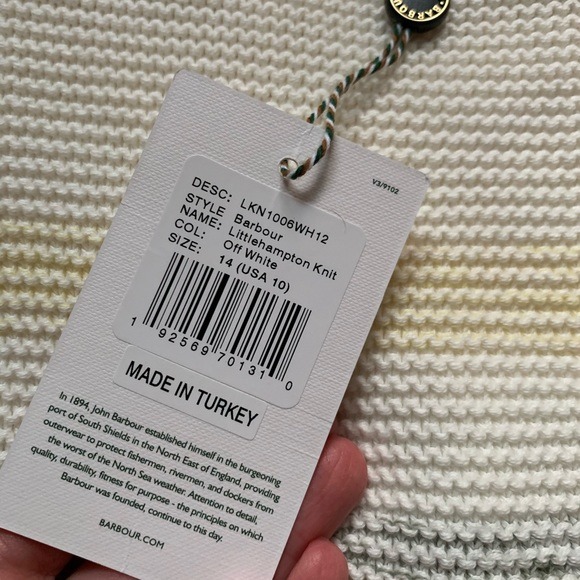 BARBOUR
V3/9102
DESC: LKN1006WH12
STYLE Barbour
NAME: Littlehampton Knit
COL: Off White
SIZE: 14 (USA 10)
1 92569 70131 0
MADE IN TURKEY
In 1894, John Barbour established himself in the burgeoning
port of South Shields in the North East of England, providing
outerwear to protect fishermen, rivermen, and dockers from
the worst of the North Sea weather. Attention to detail,
quality, durability, fitness for purpose - the principles on which
Barbour was founded, continue to this day.
BARBOUR.COM